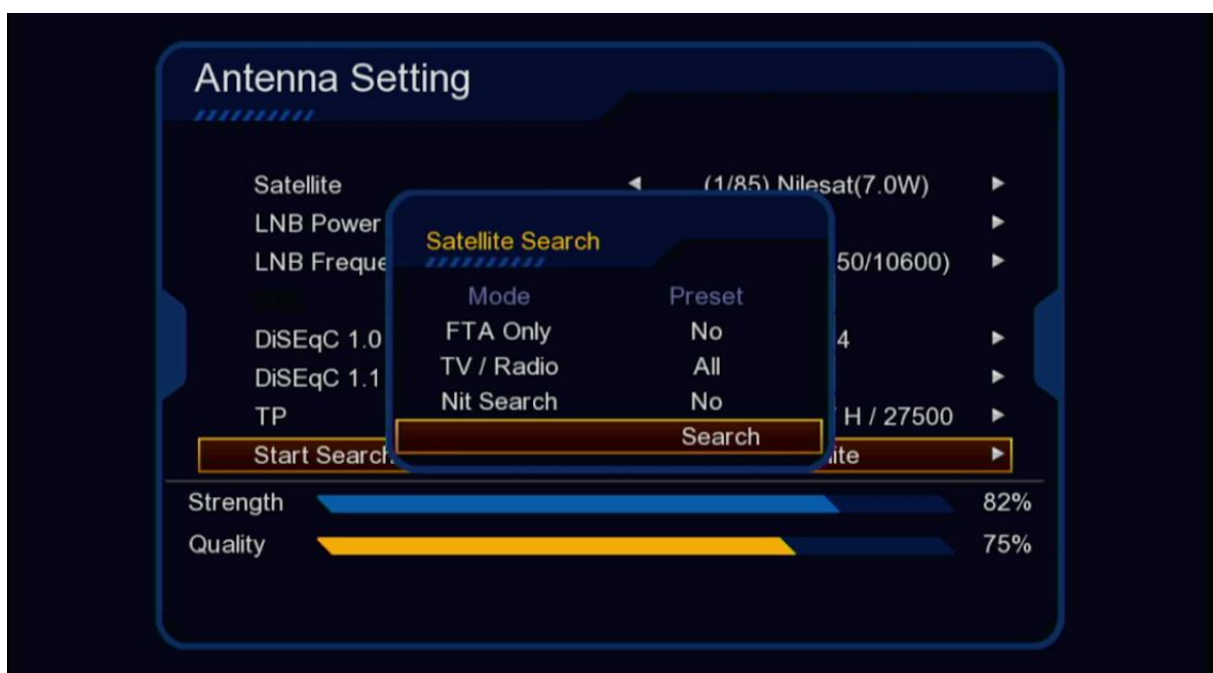 Antenna Setting
Satellite (1/85) Nilesat(7.0W)
LNB Power
LNB Freque 50/10600)
Satellite Search
Mode Preset
FTA Only No
TV / Radio All
Nit Search No
Search
DiSEqC 1.0 4
DiSEqC 1.1
TP H / 27500
Start Search lite
Strength 82%
Quality 75%